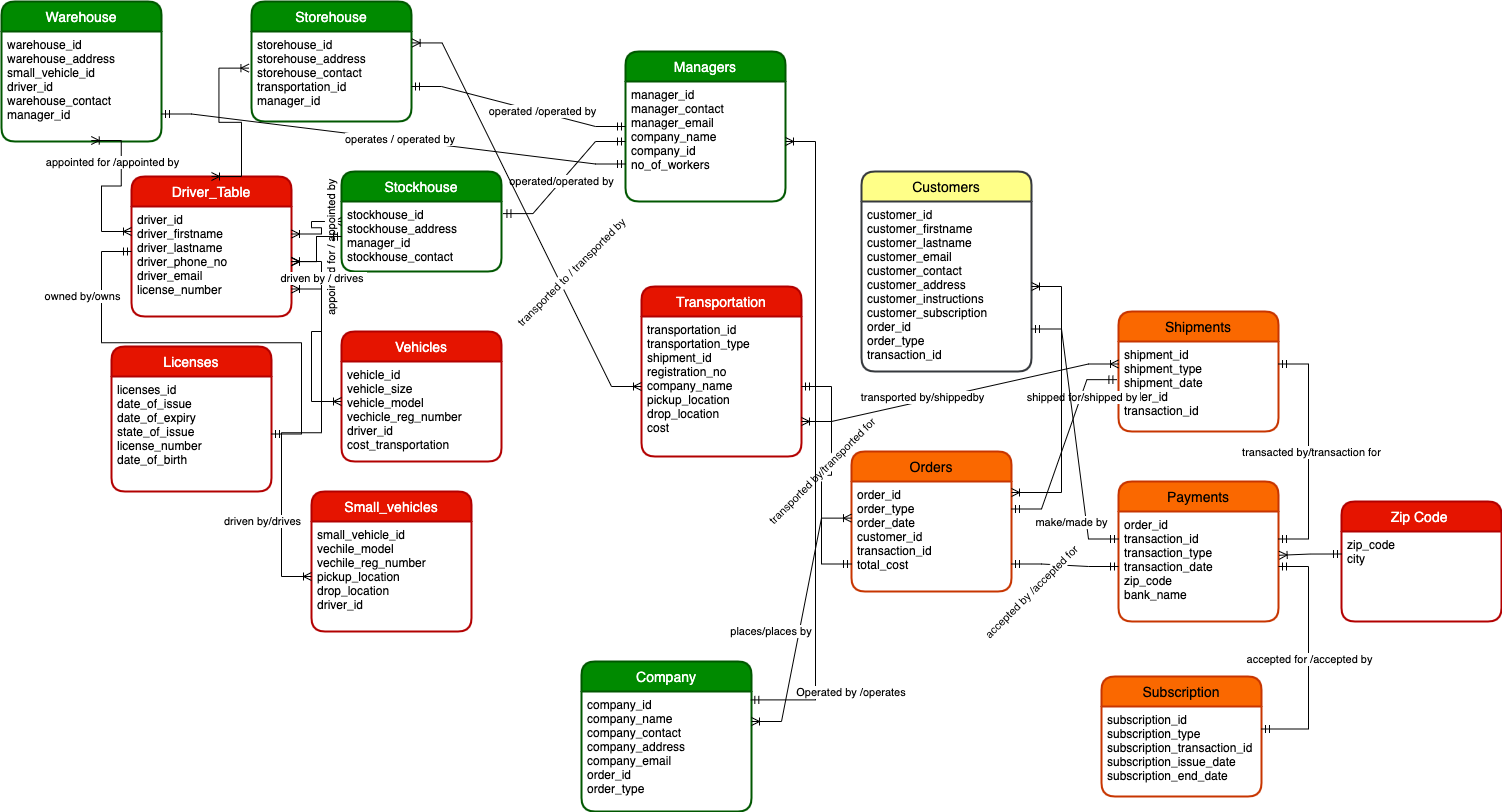 Warehouse
warehouse_id
warehouse_address
small_vehicle_id
driver_id
warehouse_contact
manager_id
Storehouse
storehouse_id
storehouse_address
storehouse_contact
transportation_id
manager_id
Managers
manager_id
manager_contact
manager_email
company_name
company_id
no_of_workers
operated /operated by
operates / operated by
operated/operated by
appointed for /appointed by
Driver_Table
driver_id
driver_firstname
driver_lastname
driver_phone_no
driver_email
license_number
Stockhouse
stockhouse_id
stockhouse_address
manager_id
stockhouse_contact
driven by / drives
owned by/owns
transported to / transported by
Customers
customer_id
customer_firstname
customer_lastname
customer_email
customer_contact
customer_address
customer_instructions
customer_subscription
order_id
order_type
transaction_id
Transportation
transportation_id
transportation_type
shipment_id
registration_no
company_name
pickup_location
drop_location
cost
Shipments
shipment_id
shipment_type
shipment_date
er_id
transaction_id
transported by/shippedby
shipped for/shipped by
Licenses
licenses_id
date_of_issue
date_of_expiry
state_of_issue
license_number
date_of_birth
Vehicles
vehicle_id
vehicle_size
vehicle_model
vechicle_reg_number
driver_id
cost_transportation
transported by/transported for
transacted by/transaction for
Orders
order_id
order_type
order_date
customer_id
transaction_id
total_cost
Payments
order_id
transaction_id
transaction_type
transaction_date
zip_code
bank_name
Zip Code
zip_code
city
Small_vehicles
small_vehicle_id
vechile_model
vechile_reg_number
pickup_location
drop_location
driver_id
driven by/drives
make/made by
accepted by /accepted for
places/places by
accepted for /accepted by
Operated by /operates
Company
company_id
company_name
company_contact
company_address
company_email
order_id
order_type
Subscription
subscription_id
subscription_type
subscription_transaction_id
subscription_issue_date
subscription_end_date